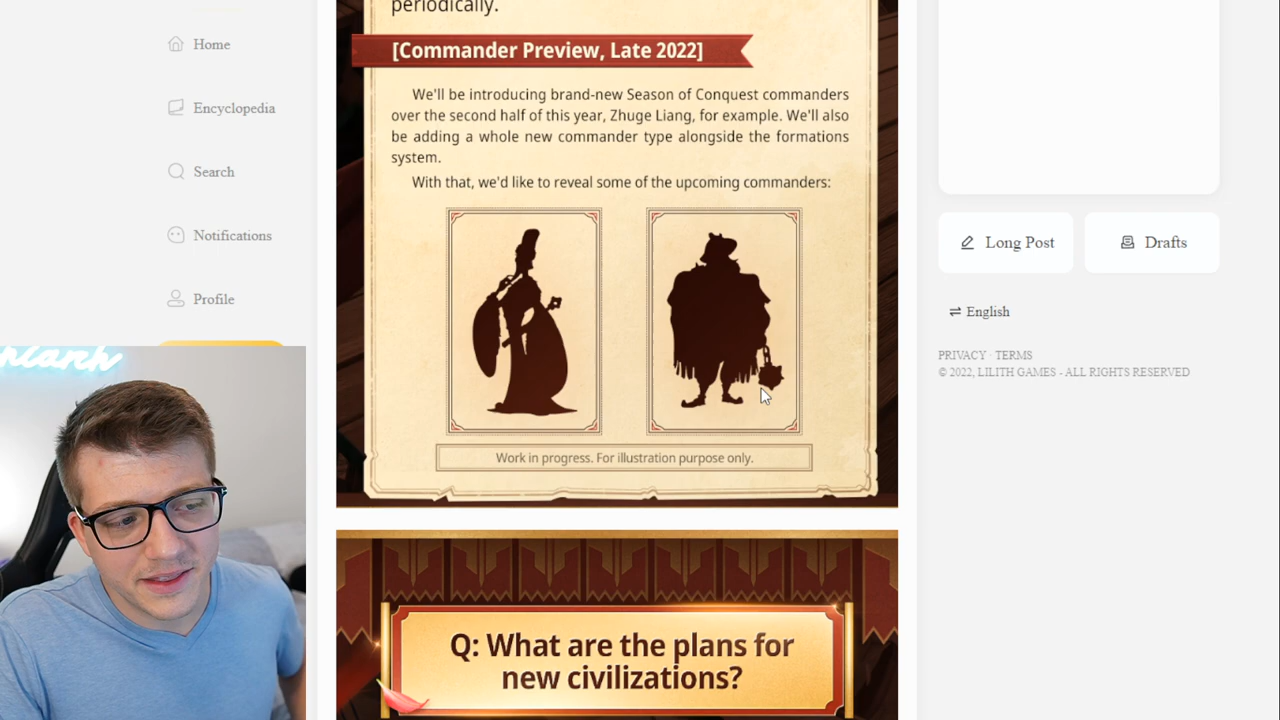 periodically.
[Commander Preview, Late 2022]
We'll be introducing brand-new Season of Conquest commanders
over the second half of this year, Zhuge Liang, for example. We'll also
be adding a whole new commander type alongside the formations
system.
With that, we'd like to reveal some of the upcoming commanders:
Work in progress. For illustration purpose only.
Q: What are the plans for
new civilizations?
Home
Encyclopedia
Search
Notifications
Profile
Long Post
Drafts
English
PRIVACY · TERMS
© 2022, LILITH GAMES - ALL RIGHTS RESERVED